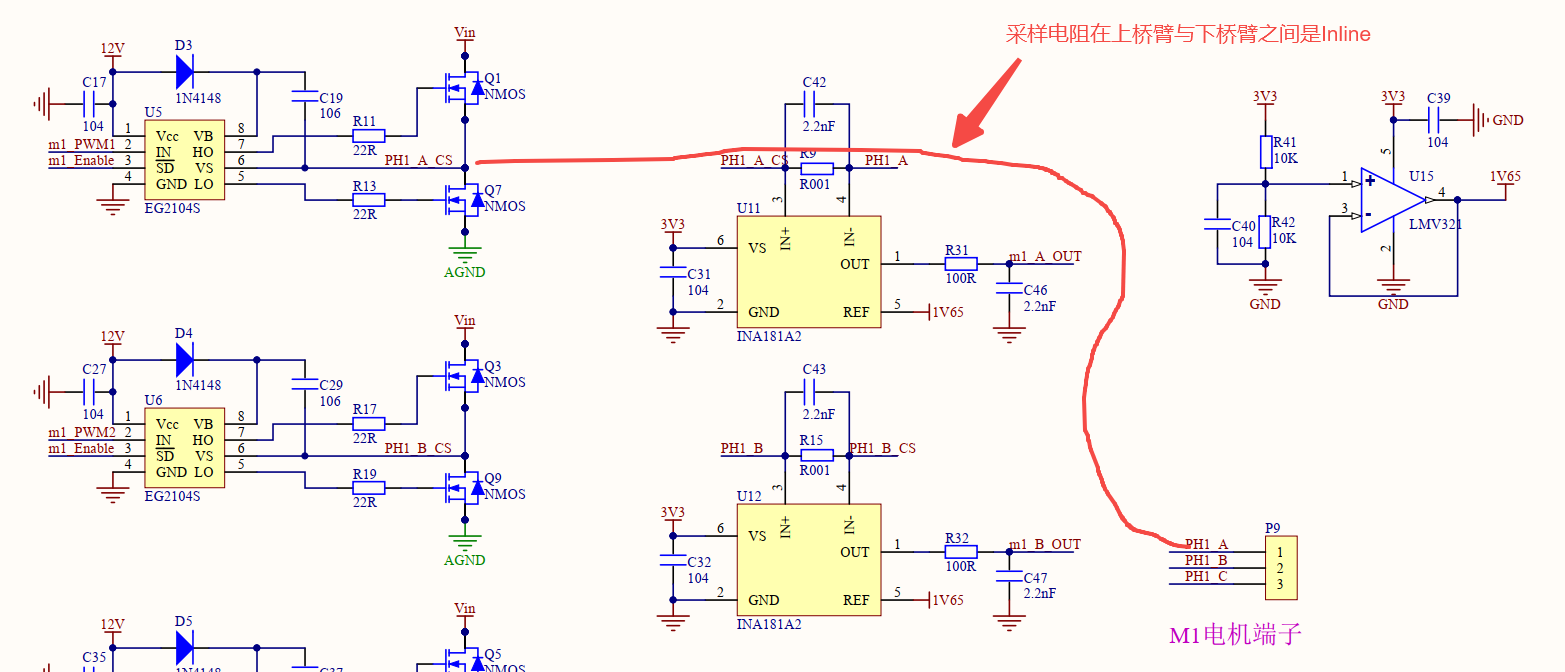 采样电阻在上桥臂与下桥臂之间是Inline
12V
D3
1N4148
C17
104
C19
106
U5
1 Vcc VB 8
m1_PWM1 2 IN HO 7
m1_Enable 3 SD VS 6
4 GND LO 5
EG2104S
R11
22R
PH1_A_CS
R13
22R
Vin
Q1
NMOS
Q7
NMOS
AGND
C42
2.2nF
PH1_A_CS
R9
R001
PH1_A
U11
3
4
IN+
IN-
3V3
6 VS
C31
104
2 GND
OUT 1
REF 5
1V65
INA181A2
R31
100R
m1_A_OUT
C46
2.2nF
3V3
R41
10K
C40
104
R42
10K
GND
3V3
C39
104
GND
5
U15
1
+
3
-
4
1V65
LMV321
2
GND
12V
D4
1N4148
C27
104
C29
106
U6
1 Vcc VB 8
m1_PWM2 2 IN HO 7
m1_Enable 3 SD VS 6
4 GND LO 5
EG2104S
R17
22R
PH1_B_CS
R19
22R
Vin
Q3
NMOS
Q9
NMOS
AGND
C43
2.2nF
PH1_B
R15
R001
PH1_B_CS
U12
3
4
IN+
IN-
3V3
6 VS
C32
104
2 GND
OUT 1
REF 5
1V65
INA181A2
R32
100R
m1_B_OUT
C47
2.2nF
P9
PH1_A 1
PH1_B 2
PH1_C 3
M1电机端子
12V
D5
1N4148
C35
C37
Vin
Q5
NMOS